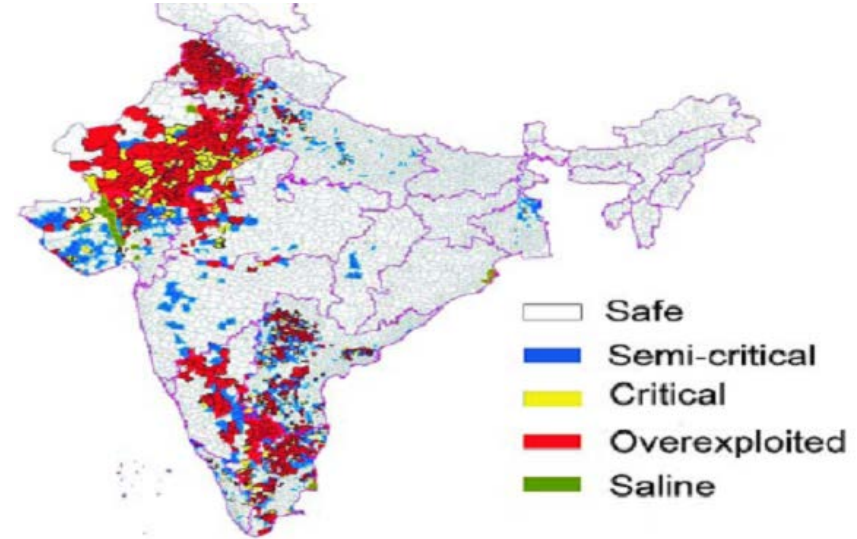 Safe
Semi-critical
Critical
Overexploited
Saline